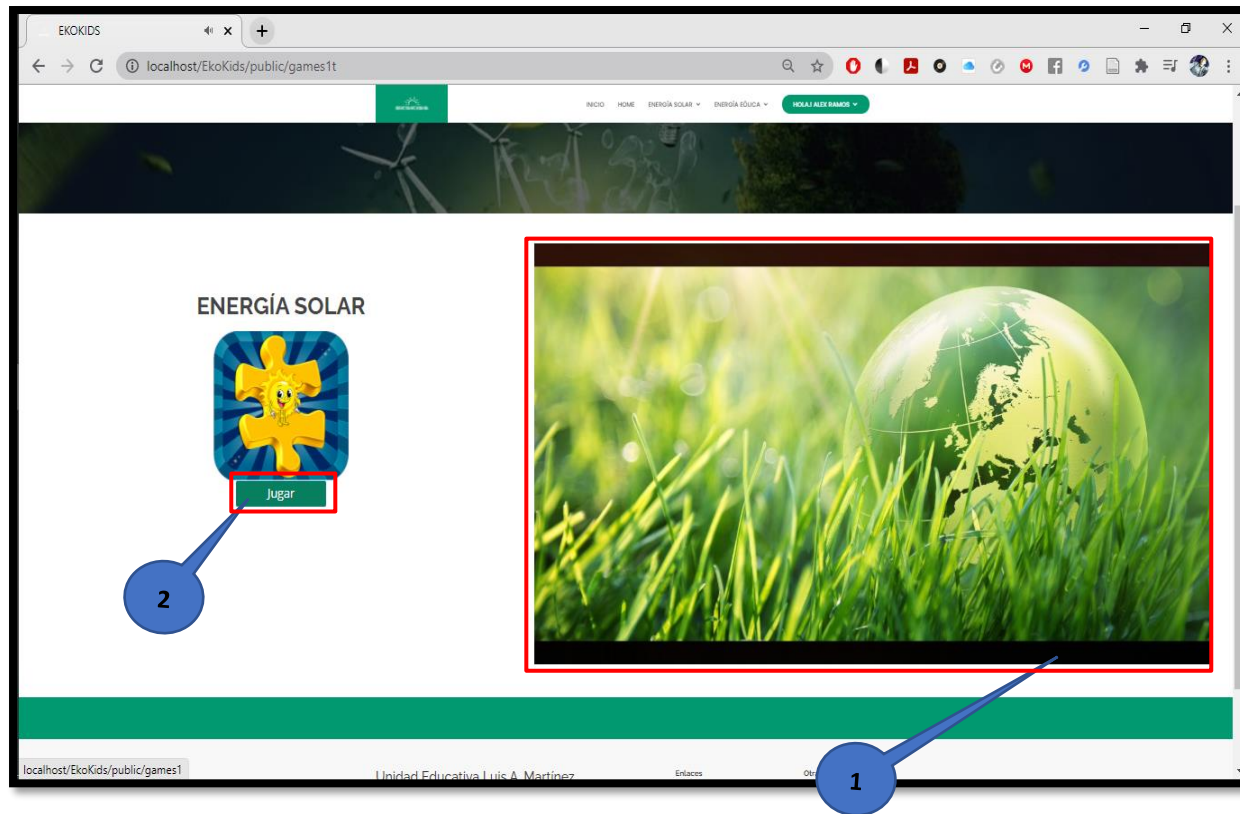 EKOKIDS
localhost/EkoKids/public/games1t
INICIO HOME ENERGÍA SOLAR ENERGÍA EÓUCA HOLA,J ALEX RAMOS
ENERGÍA SOLAR
Jugar
2
1
localhost/EkoKids/public/games1
Unidad Educativa Luis A. Martínez
Enlaces